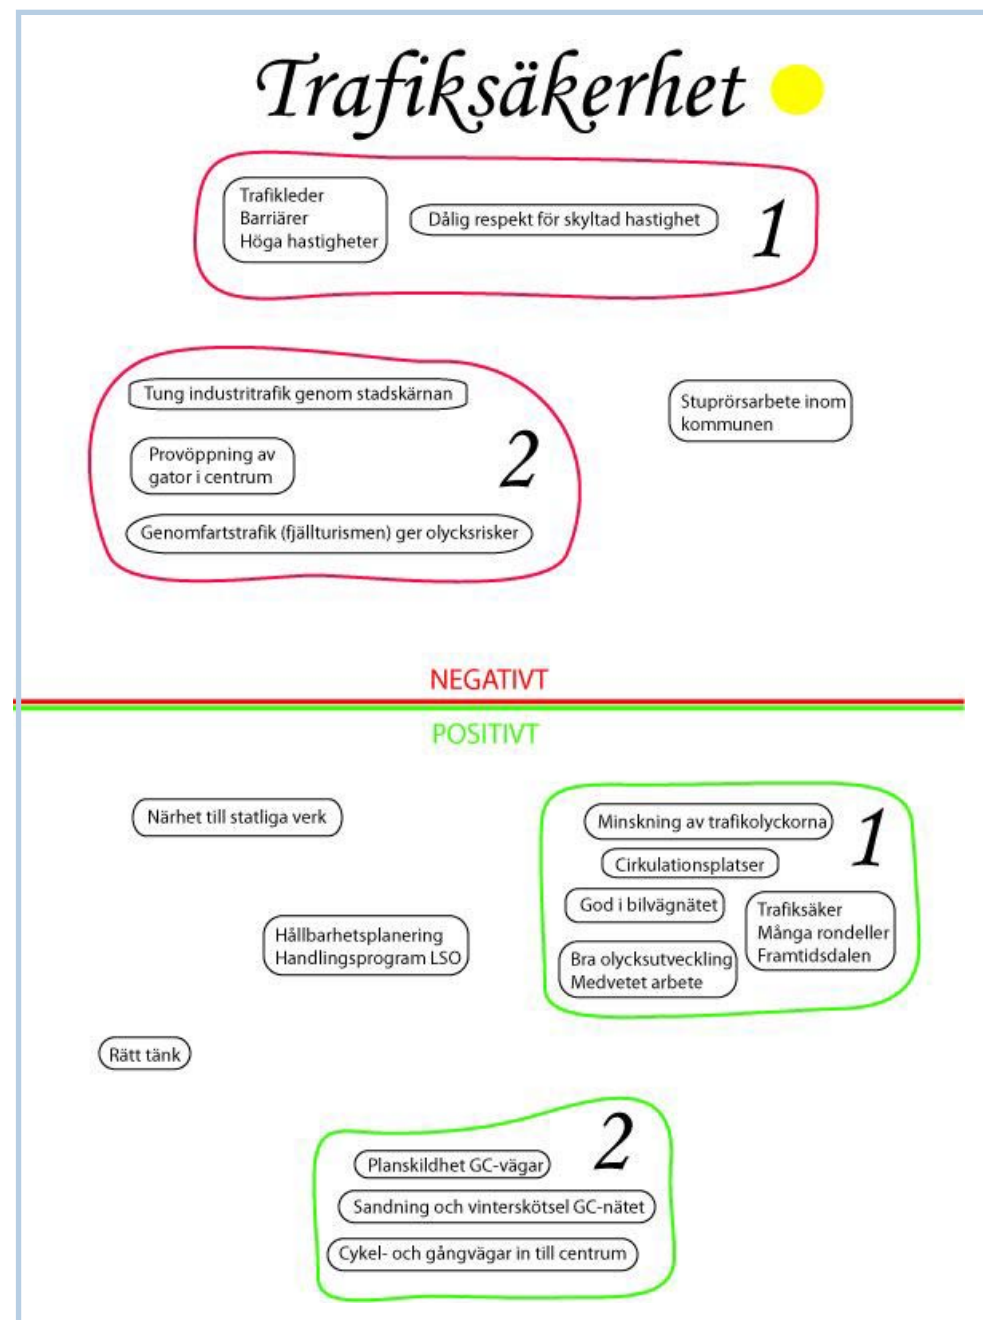 Trafiksäkerhet
Trafikleder
Barriärer
Höga hastigheter
Dålig respekt för skyltad hastighet
1
Tung industritrafik genom stadskärnan
Provöppning av
gator i centrum
2
Genomfartstrafik (fjällturismen) ger olycksrisker
Stuprörsarbete inom
kommunen
NEGATIVT
POSITIVT
Närhet till statliga verk
Hållbarhetsplanering
Handlingsprogram LSO
Rätt tänk
Minskning av trafikolyckorna
1
Cirkulationsplatser
God i bilvägnätet
Trafiksäker
Många rondeller
Framtidsdalen
Bra olycksutveckling
Medvetet arbete
2
Planskildhet GC-vägar
Sandning och vinterskötsel GC-nätet
Cykel- och gångvägar in till centrum